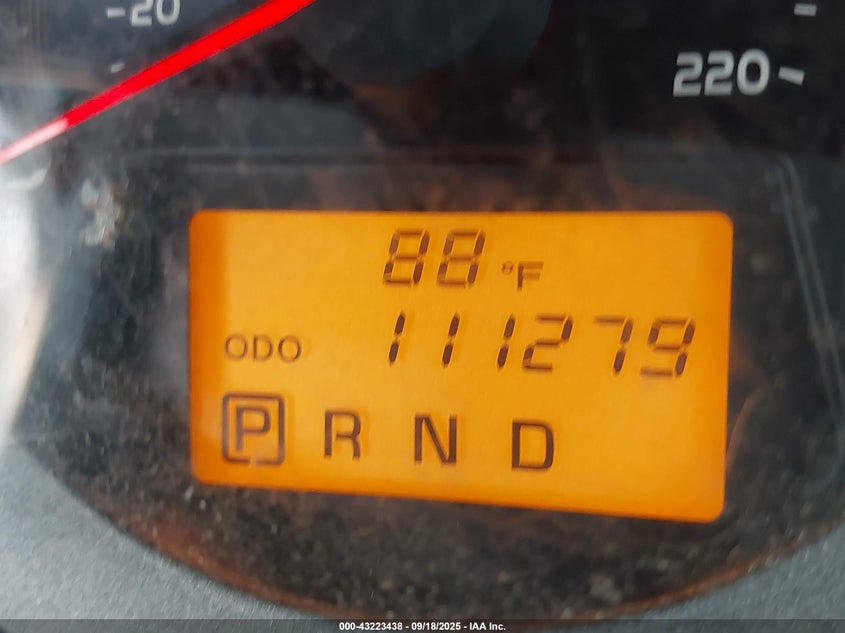 -20
220
88 °F
ODO 111279
P R N D
000-43223438 - 09/18/2025 - IAA Inc.